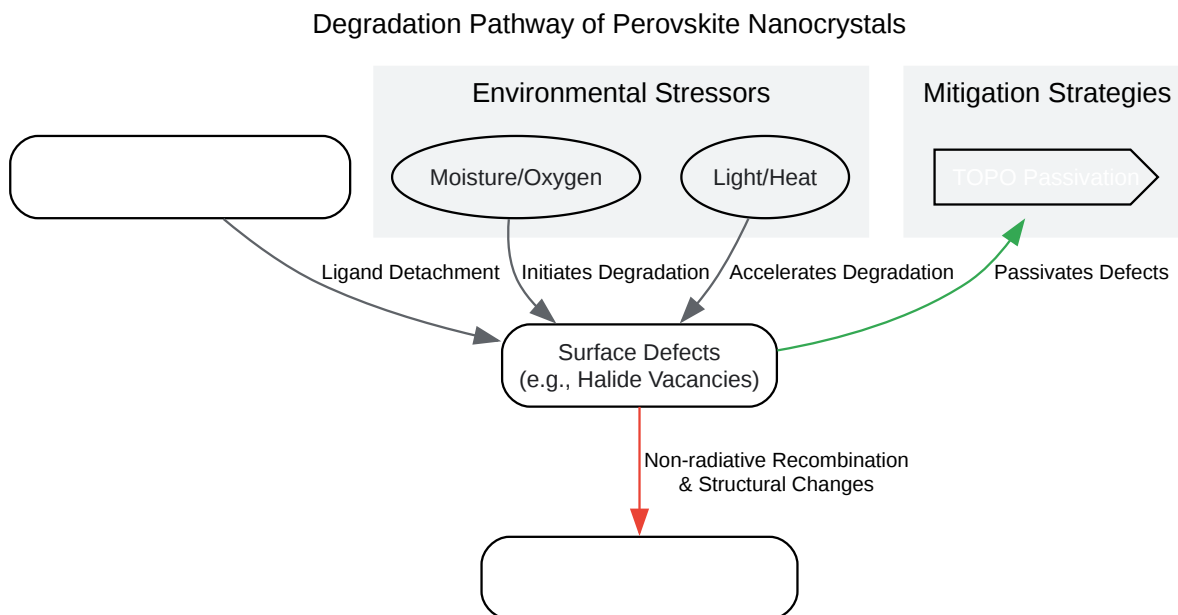 Degradation Pathway of Perovskite Nanocrystals
Environmental Stressors
Mitigation Strategies
Moisture/Oxygen
Light/Heat
TOPO Passivation
Ligand Detachment
Initiates Degradation
Accelerates Degradation
Passivates Defects
Surface Defects
(e.g., Halide Vacancies)
Non-radiative Recombination
& Structural Changes